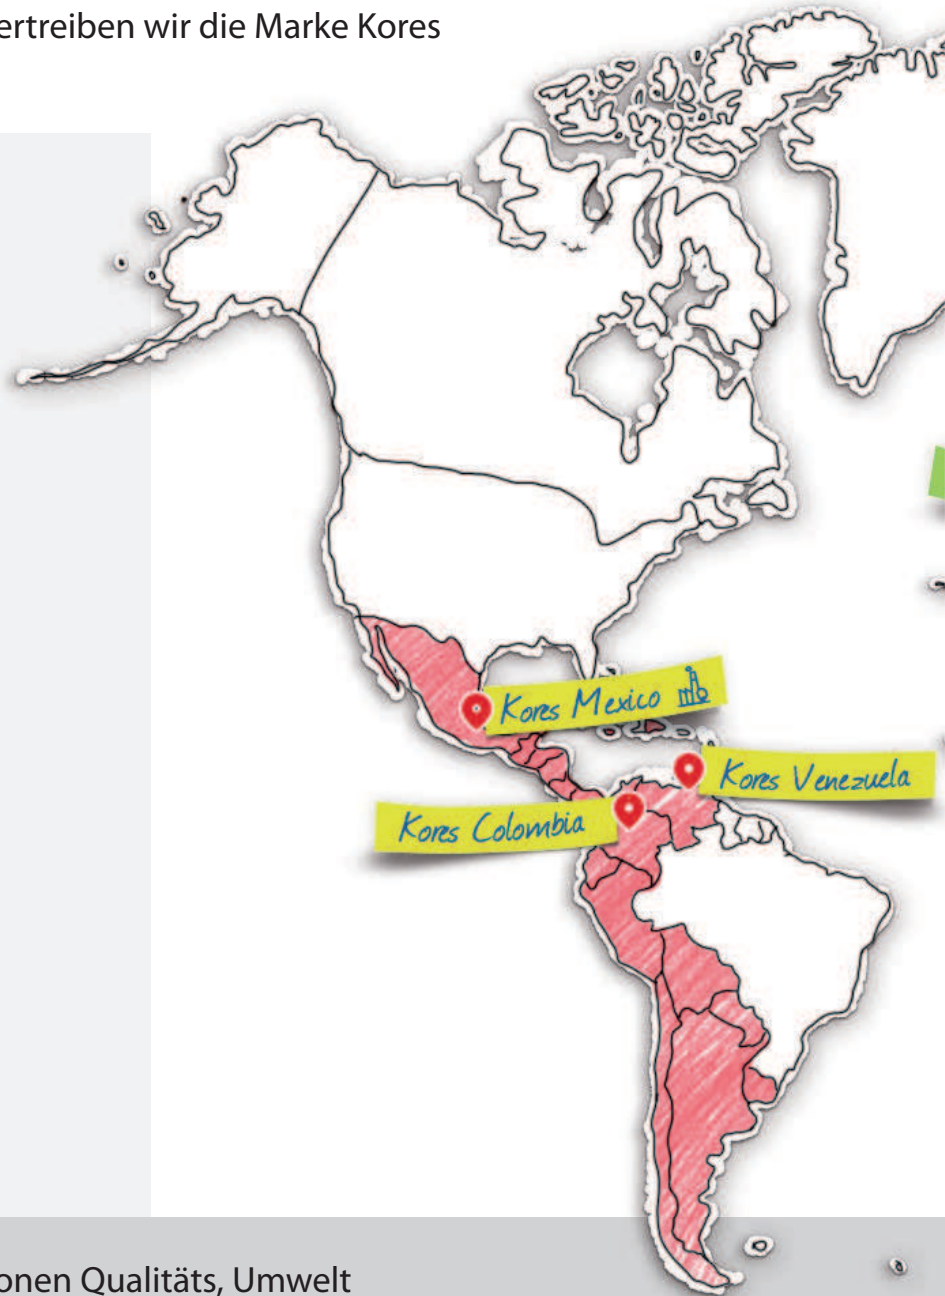 ertreiben wir die Marke Kores
Kores Mexico
Kores Venezuela
Kores Colombia
onen Qualitäts, Umwelt